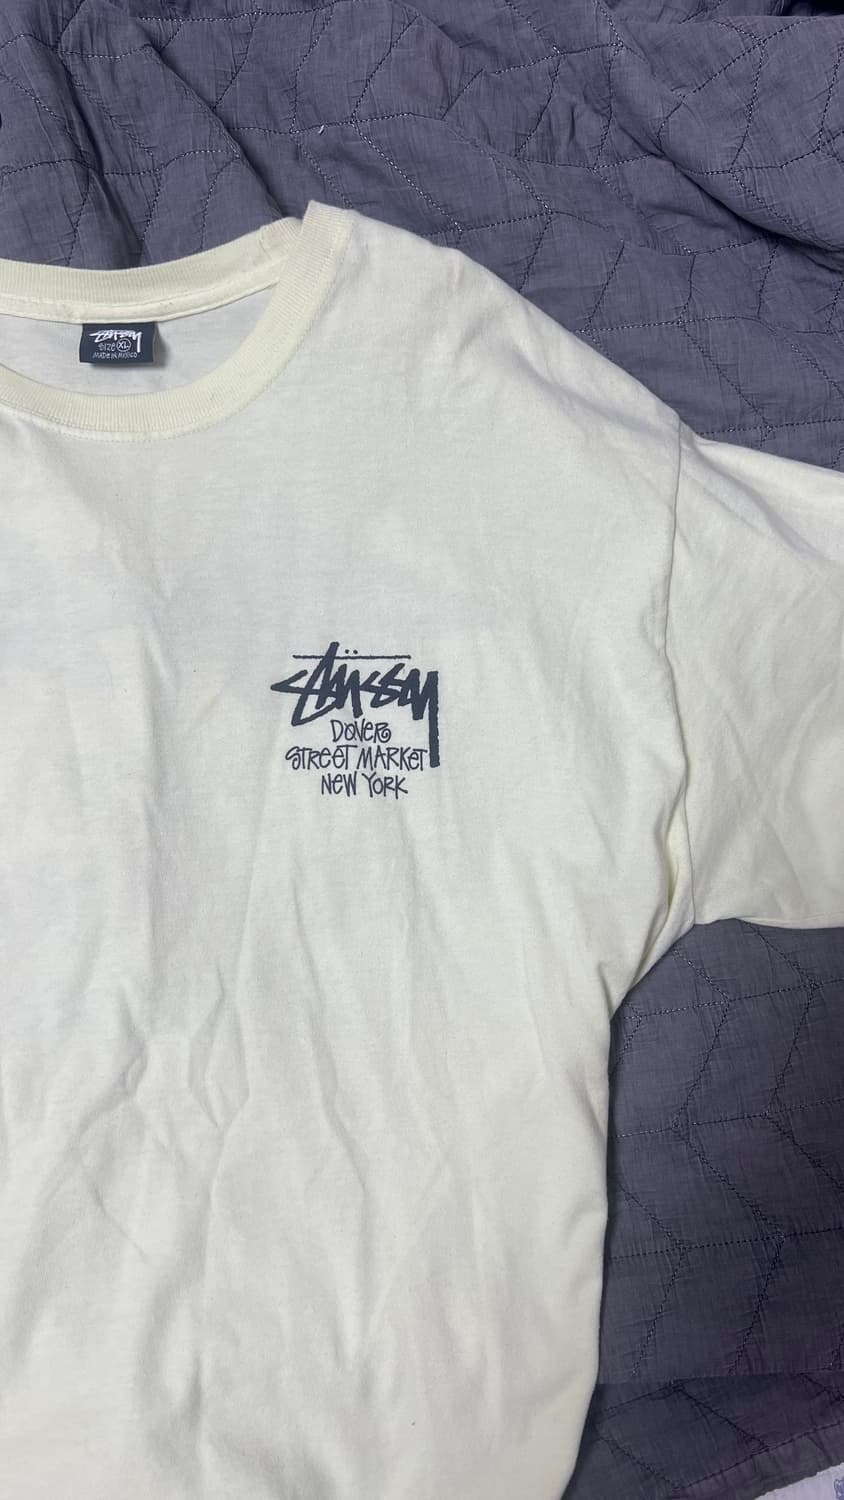 STÜSSY
SIZE XL
MADE IN MEXICO
STÜSSY
DOVER
STREET MARKET
NEW YORK